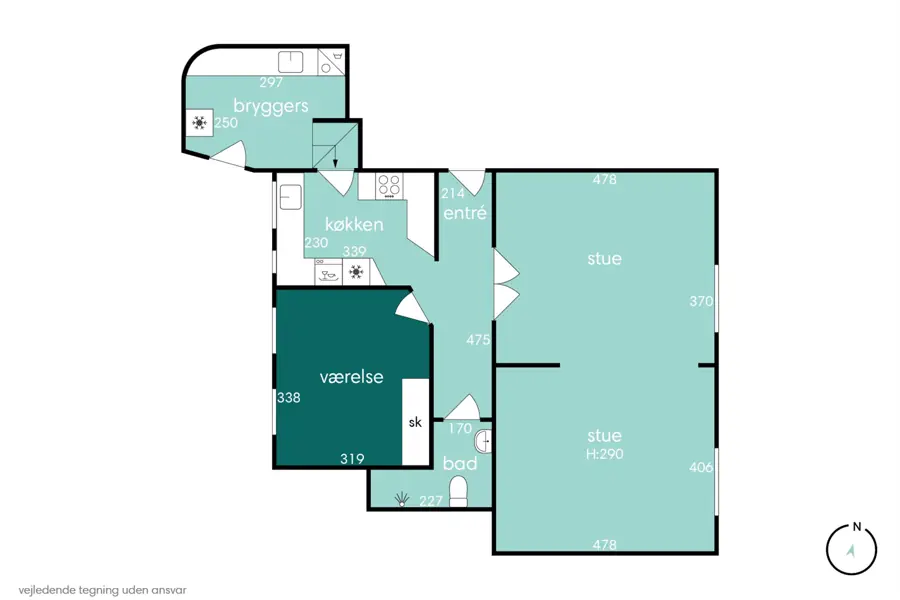 297
bryggers
250
214
478
entré
køkken
230
339
stue
370
475
værelse
338
sk
319
170
bad
227
stue
H:290
406
478
N
vejledende tegning uden ansvar